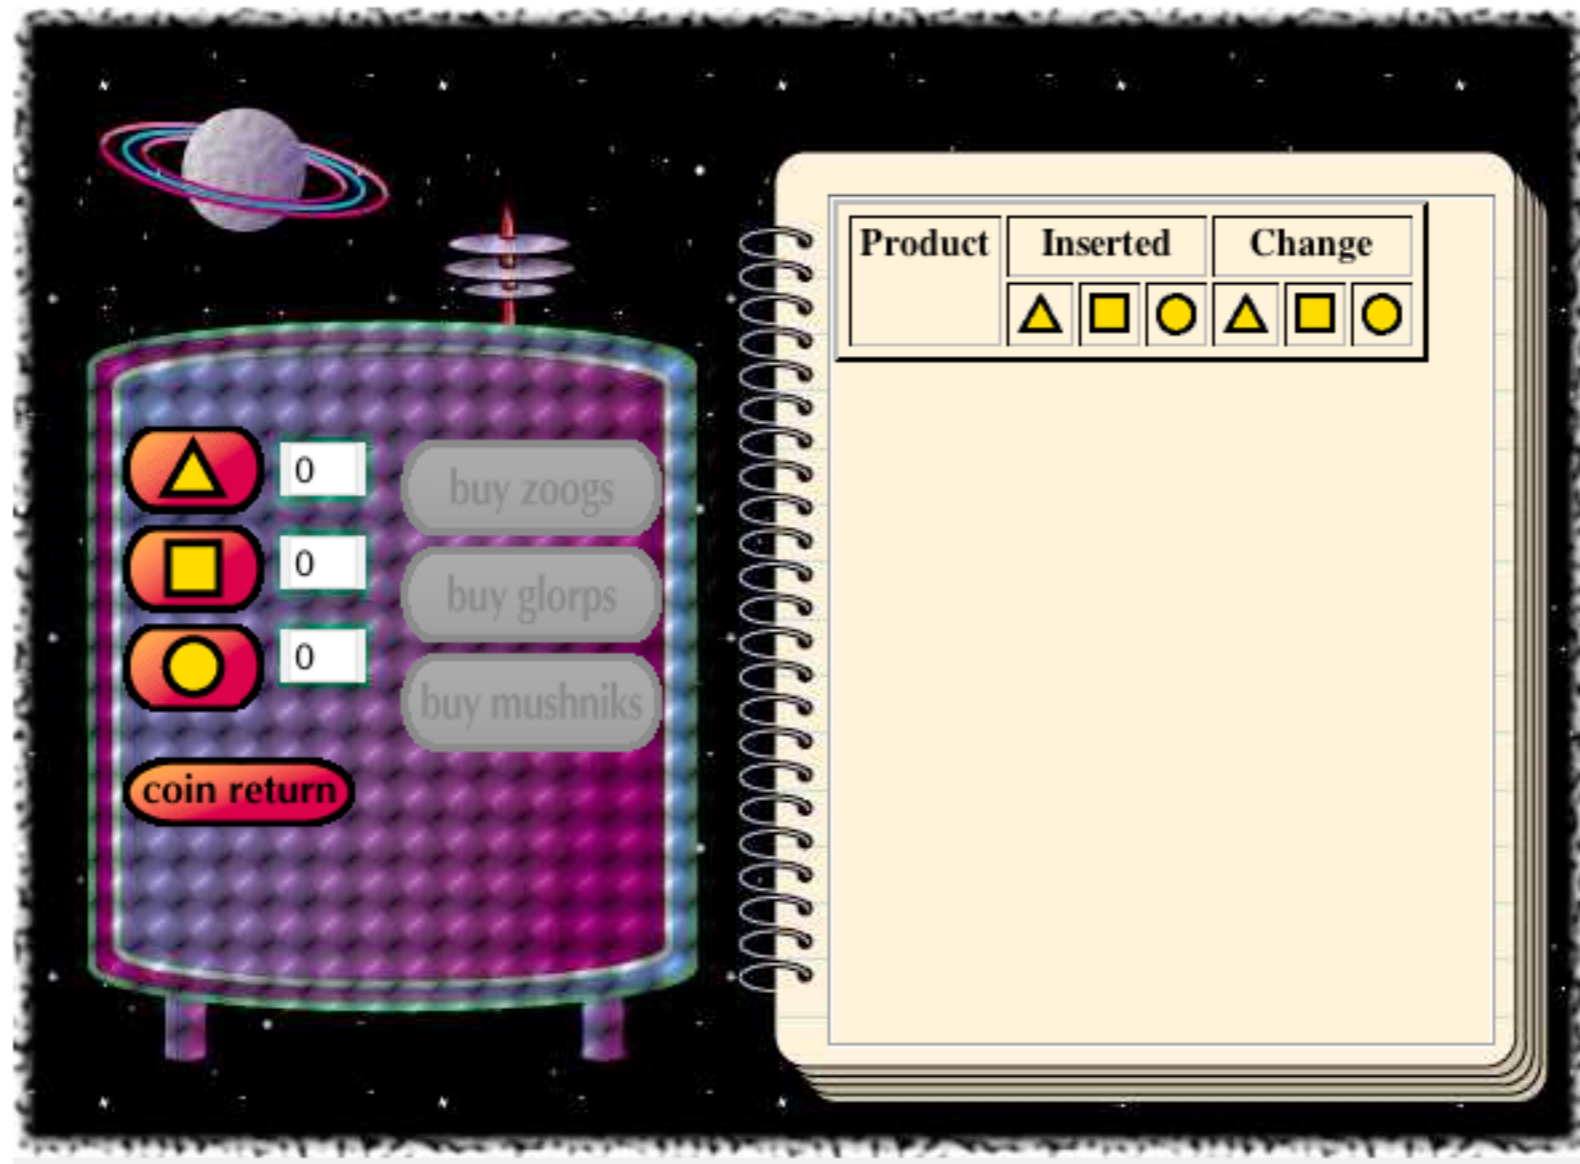 0
buy zoogs
0
buy glorps
0
buy mushniks
coin return
Product Inserted Change